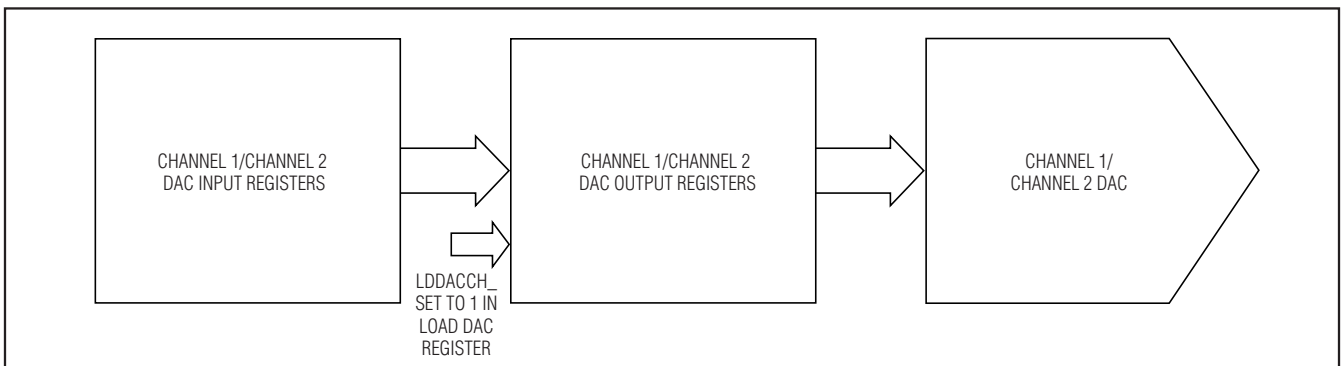 CHANNEL 1/CHANNEL 2
DAC INPUT REGISTERS
LDDACCH_
SET TO 1 IN
LOAD DAC
REGISTER
CHANNEL 1/CHANNEL 2
DAC OUTPUT REGISTERS
CHANNEL 1/
CHANNEL 2 DAC